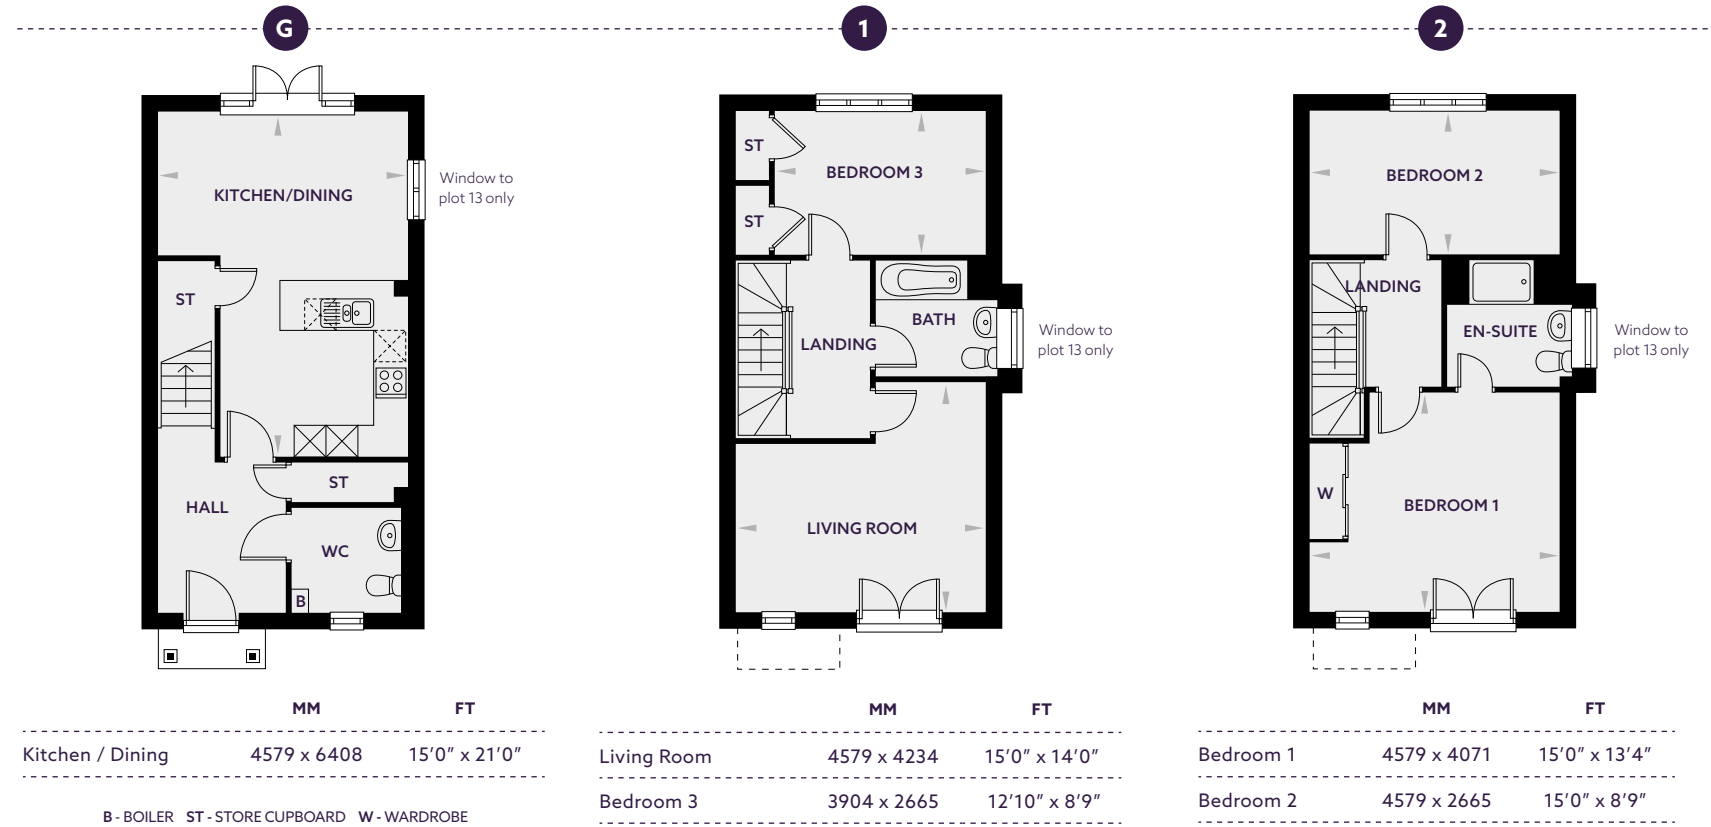 G
KITCHEN/DINING
Window to
plot 13 only
ST
ST
HALL
WC
B
MM FT
Kitchen / Dining 4579 x 6408 15’0” x 21’0”
B - BOILER ST - STORE CUPBOARD W - WARDROBE
1
ST
BEDROOM 3
ST
BATH
LANDING
Window to
plot 13 only
LIVING ROOM
MM FT
Living Room 4579 x 4234 15’0” x 14’0”
Bedroom 3 3904 x 2665 12’10” x 8’9”
2
BEDROOM 2
LANDING
EN-SUITE
Window to
plot 13 only
W
BEDROOM 1
MM FT
Bedroom 1 4579 x 4071 15’0” x 13’4”
Bedroom 2 4579 x 2665 15’0” x 8’9”